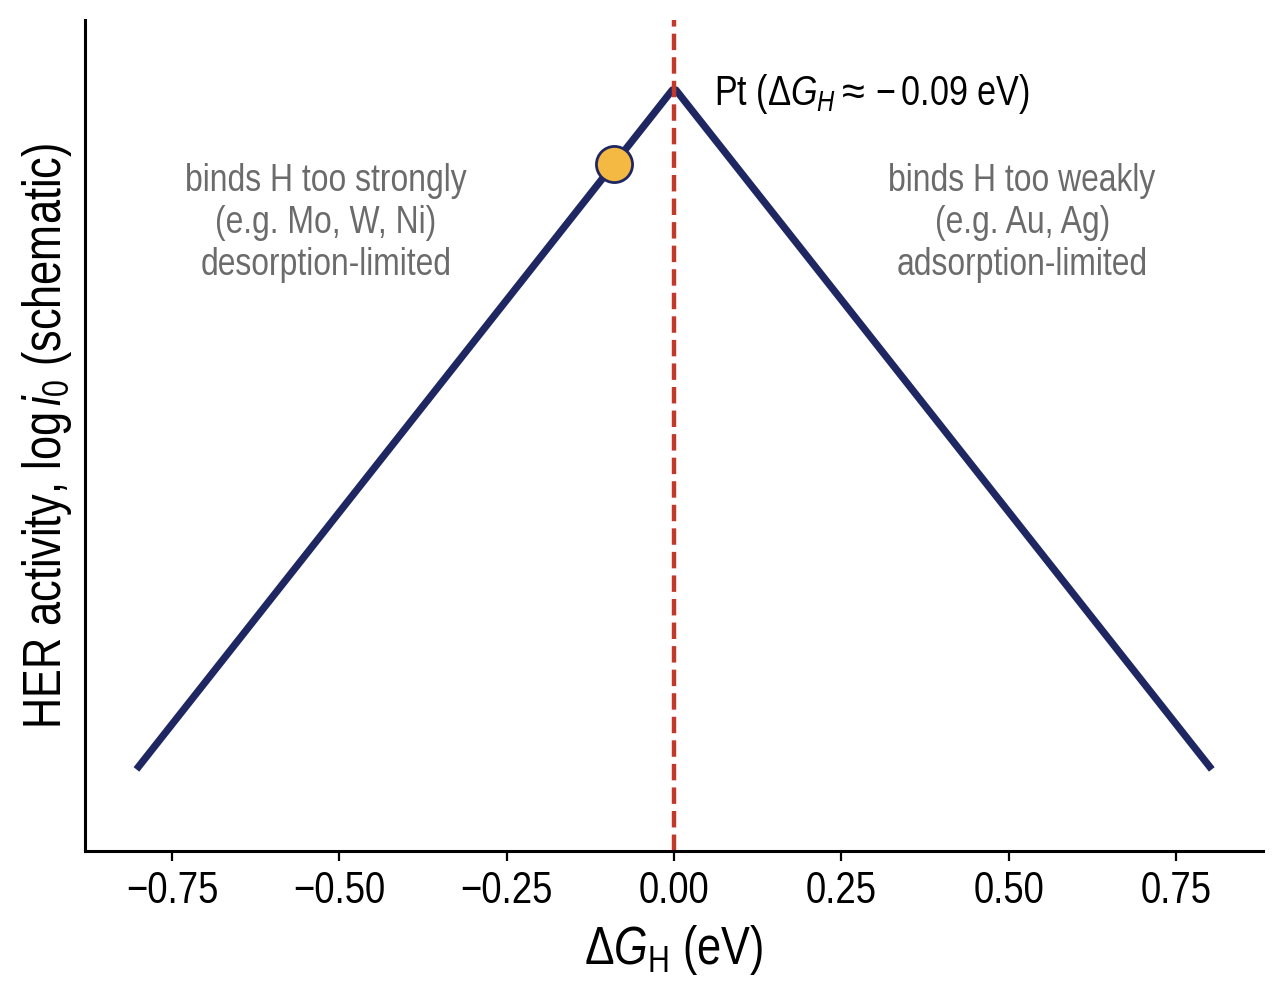 Pt (ΔG_H ≈ −0.09 eV)
binds H too strongly
(e.g. Mo, W, Ni)
desorption-limited
binds H too weakly
(e.g. Au, Ag)
adsorption-limited
HER activity, log i₀ (schematic)
−0.75 −0.50 −0.25 0.00 0.25 0.50 0.75
ΔG_H (eV)